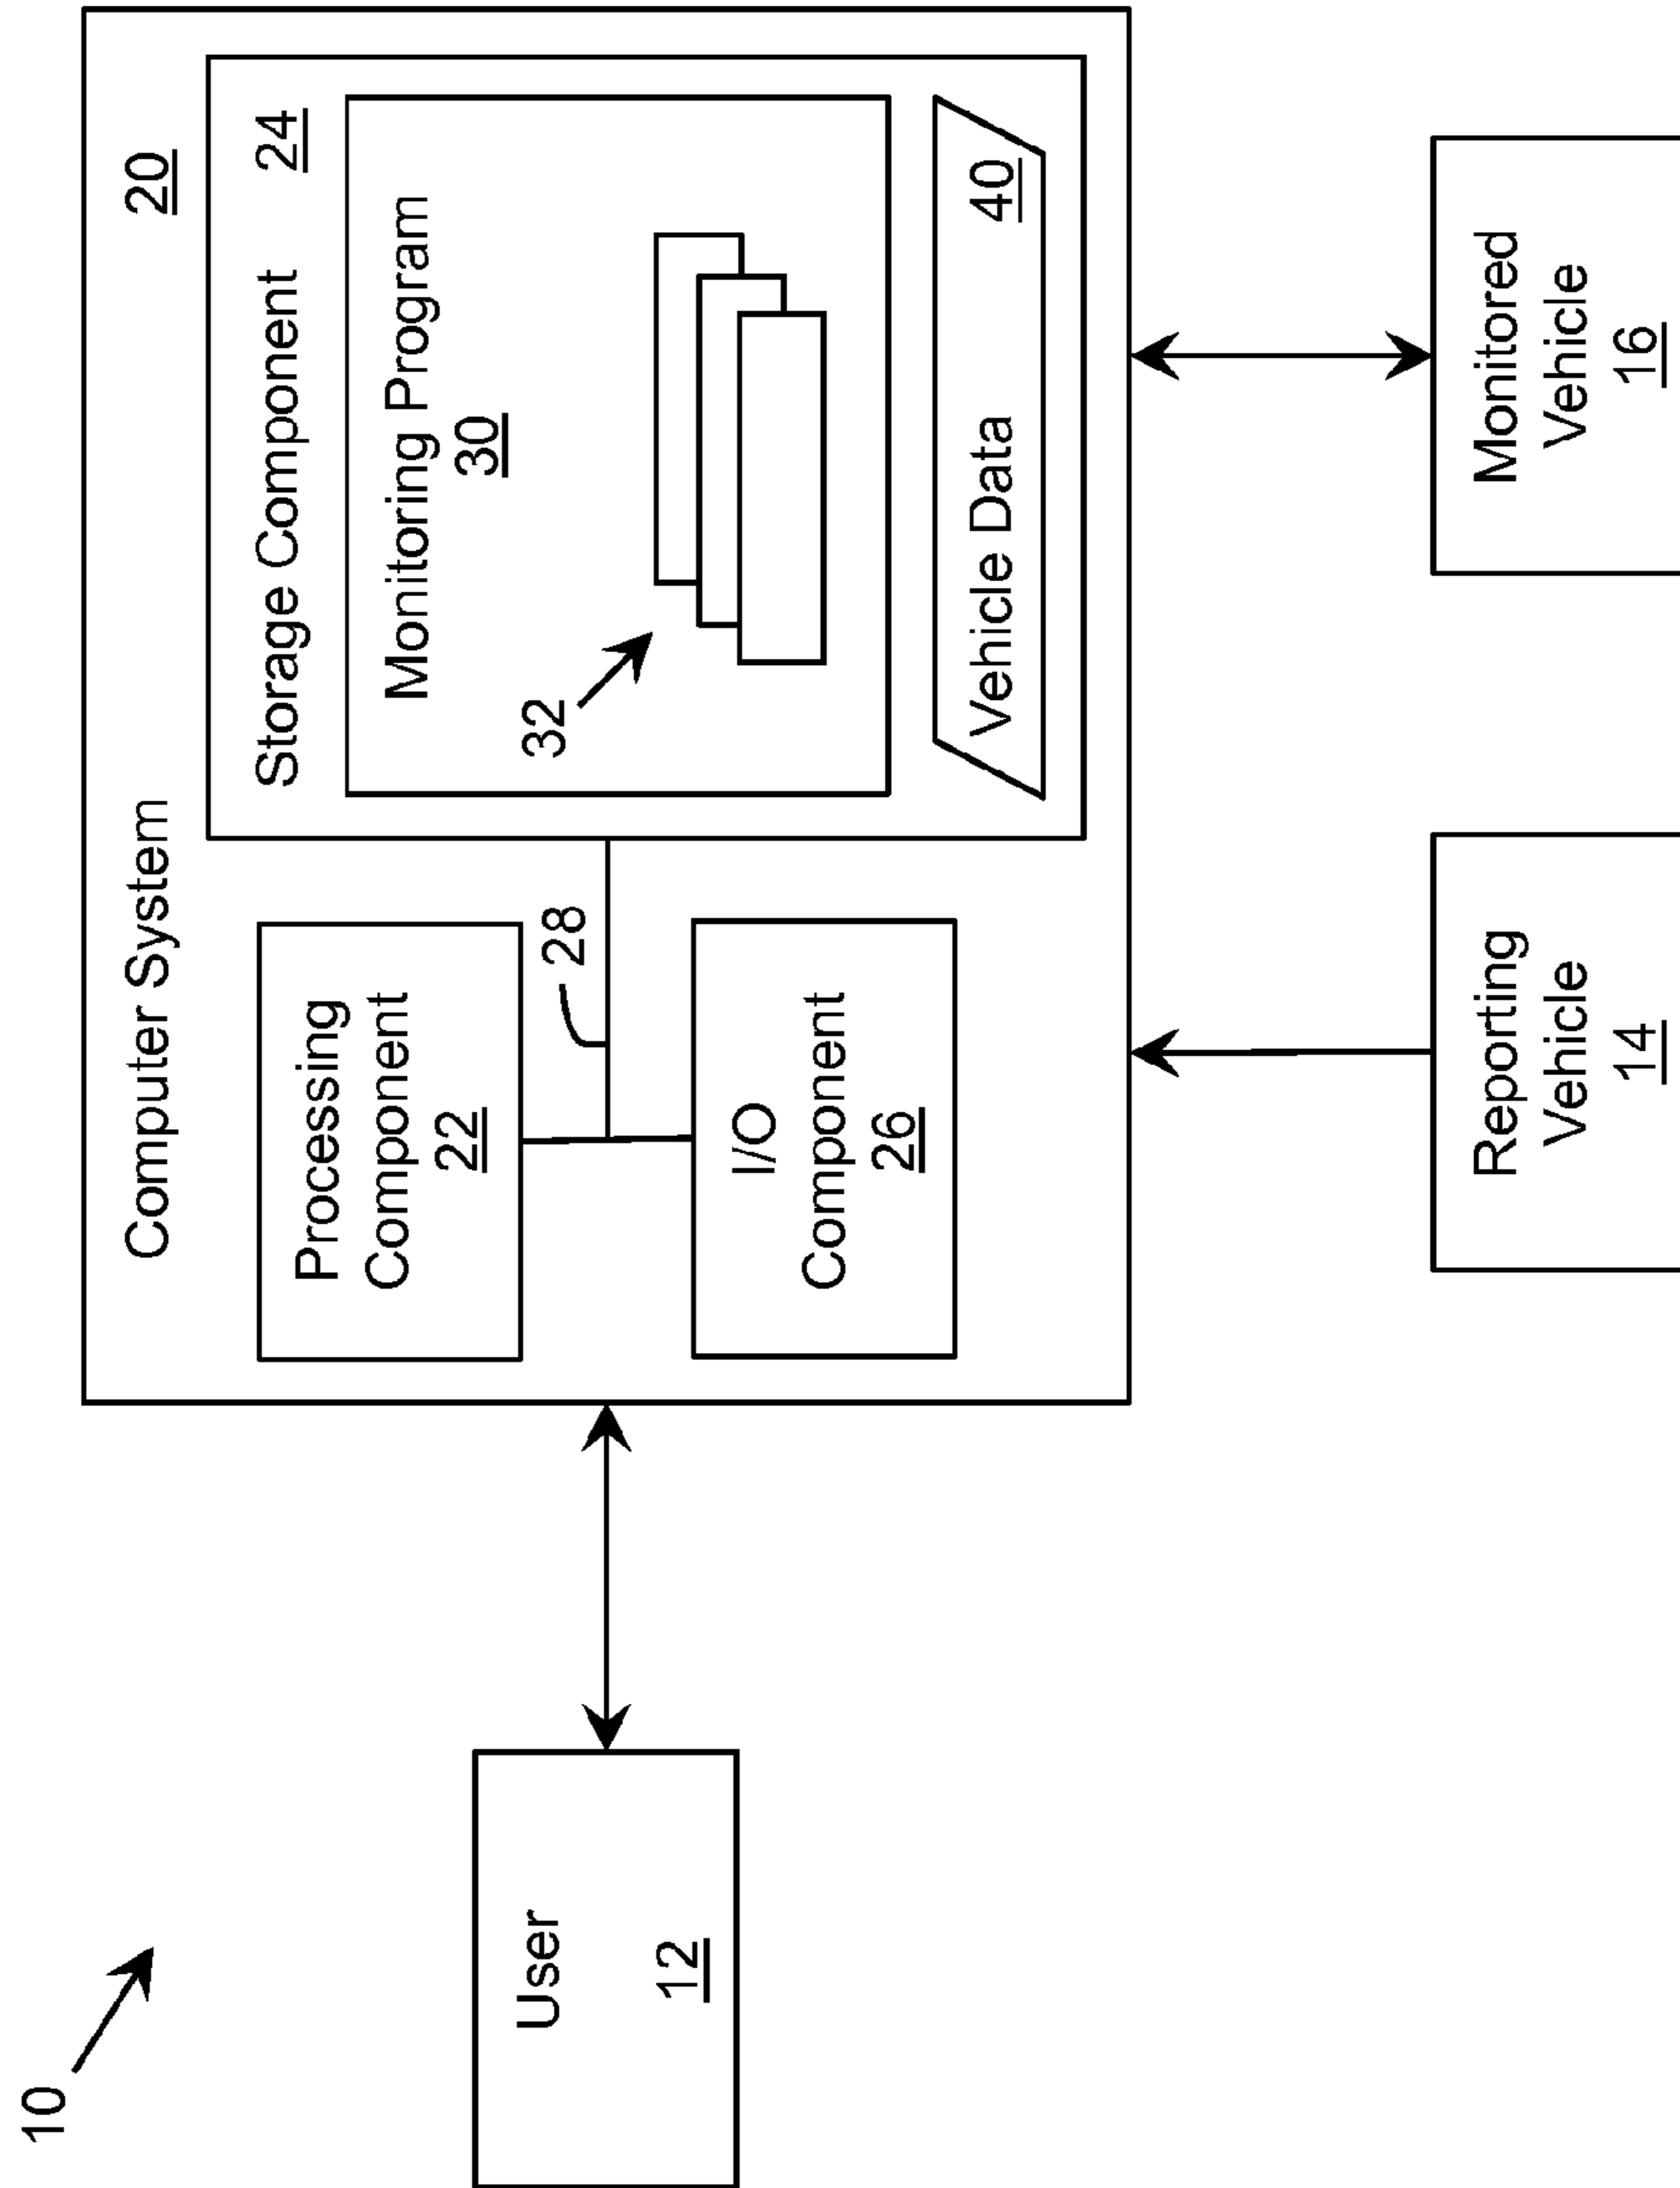 10
Computer System
20
Processing
Component
22
Storage Component
24
Monitoring Program
30
32
28
User
12
I/O
Component
26
Vehicle Data
40
Reporting
Vehicle
14
Monitored
Vehicle
16